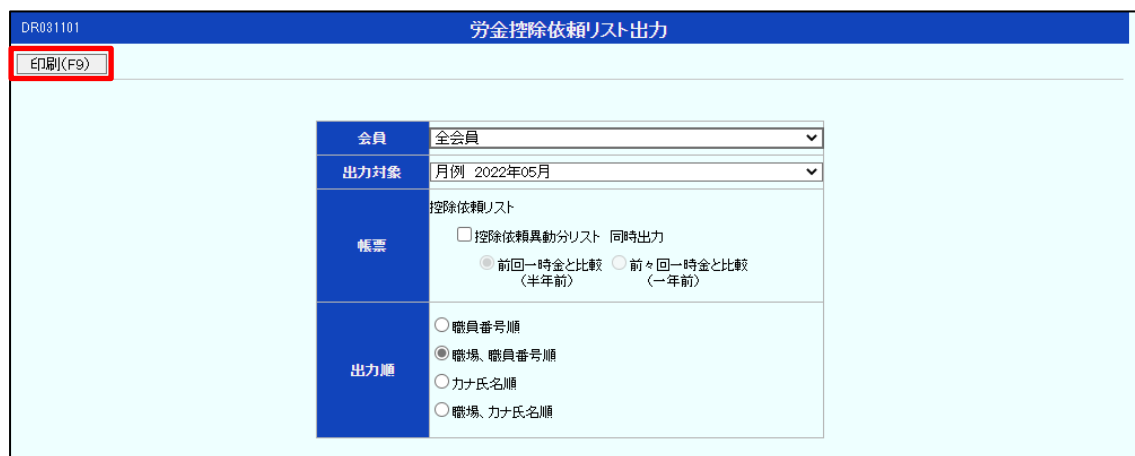 DR031101
労金控除依頼リスト出力
印刷(F9)
会員
全会員
出力対象
月例 2022年05月
帳票
控除依頼リスト
控除依頼異動分リスト 同時出力
前回一時金と比較 前々回一時金と比較
(半年前) (一年前)
出力順
職員番号順
職場、職員番号順
カナ氏名順
職場、カナ氏名順